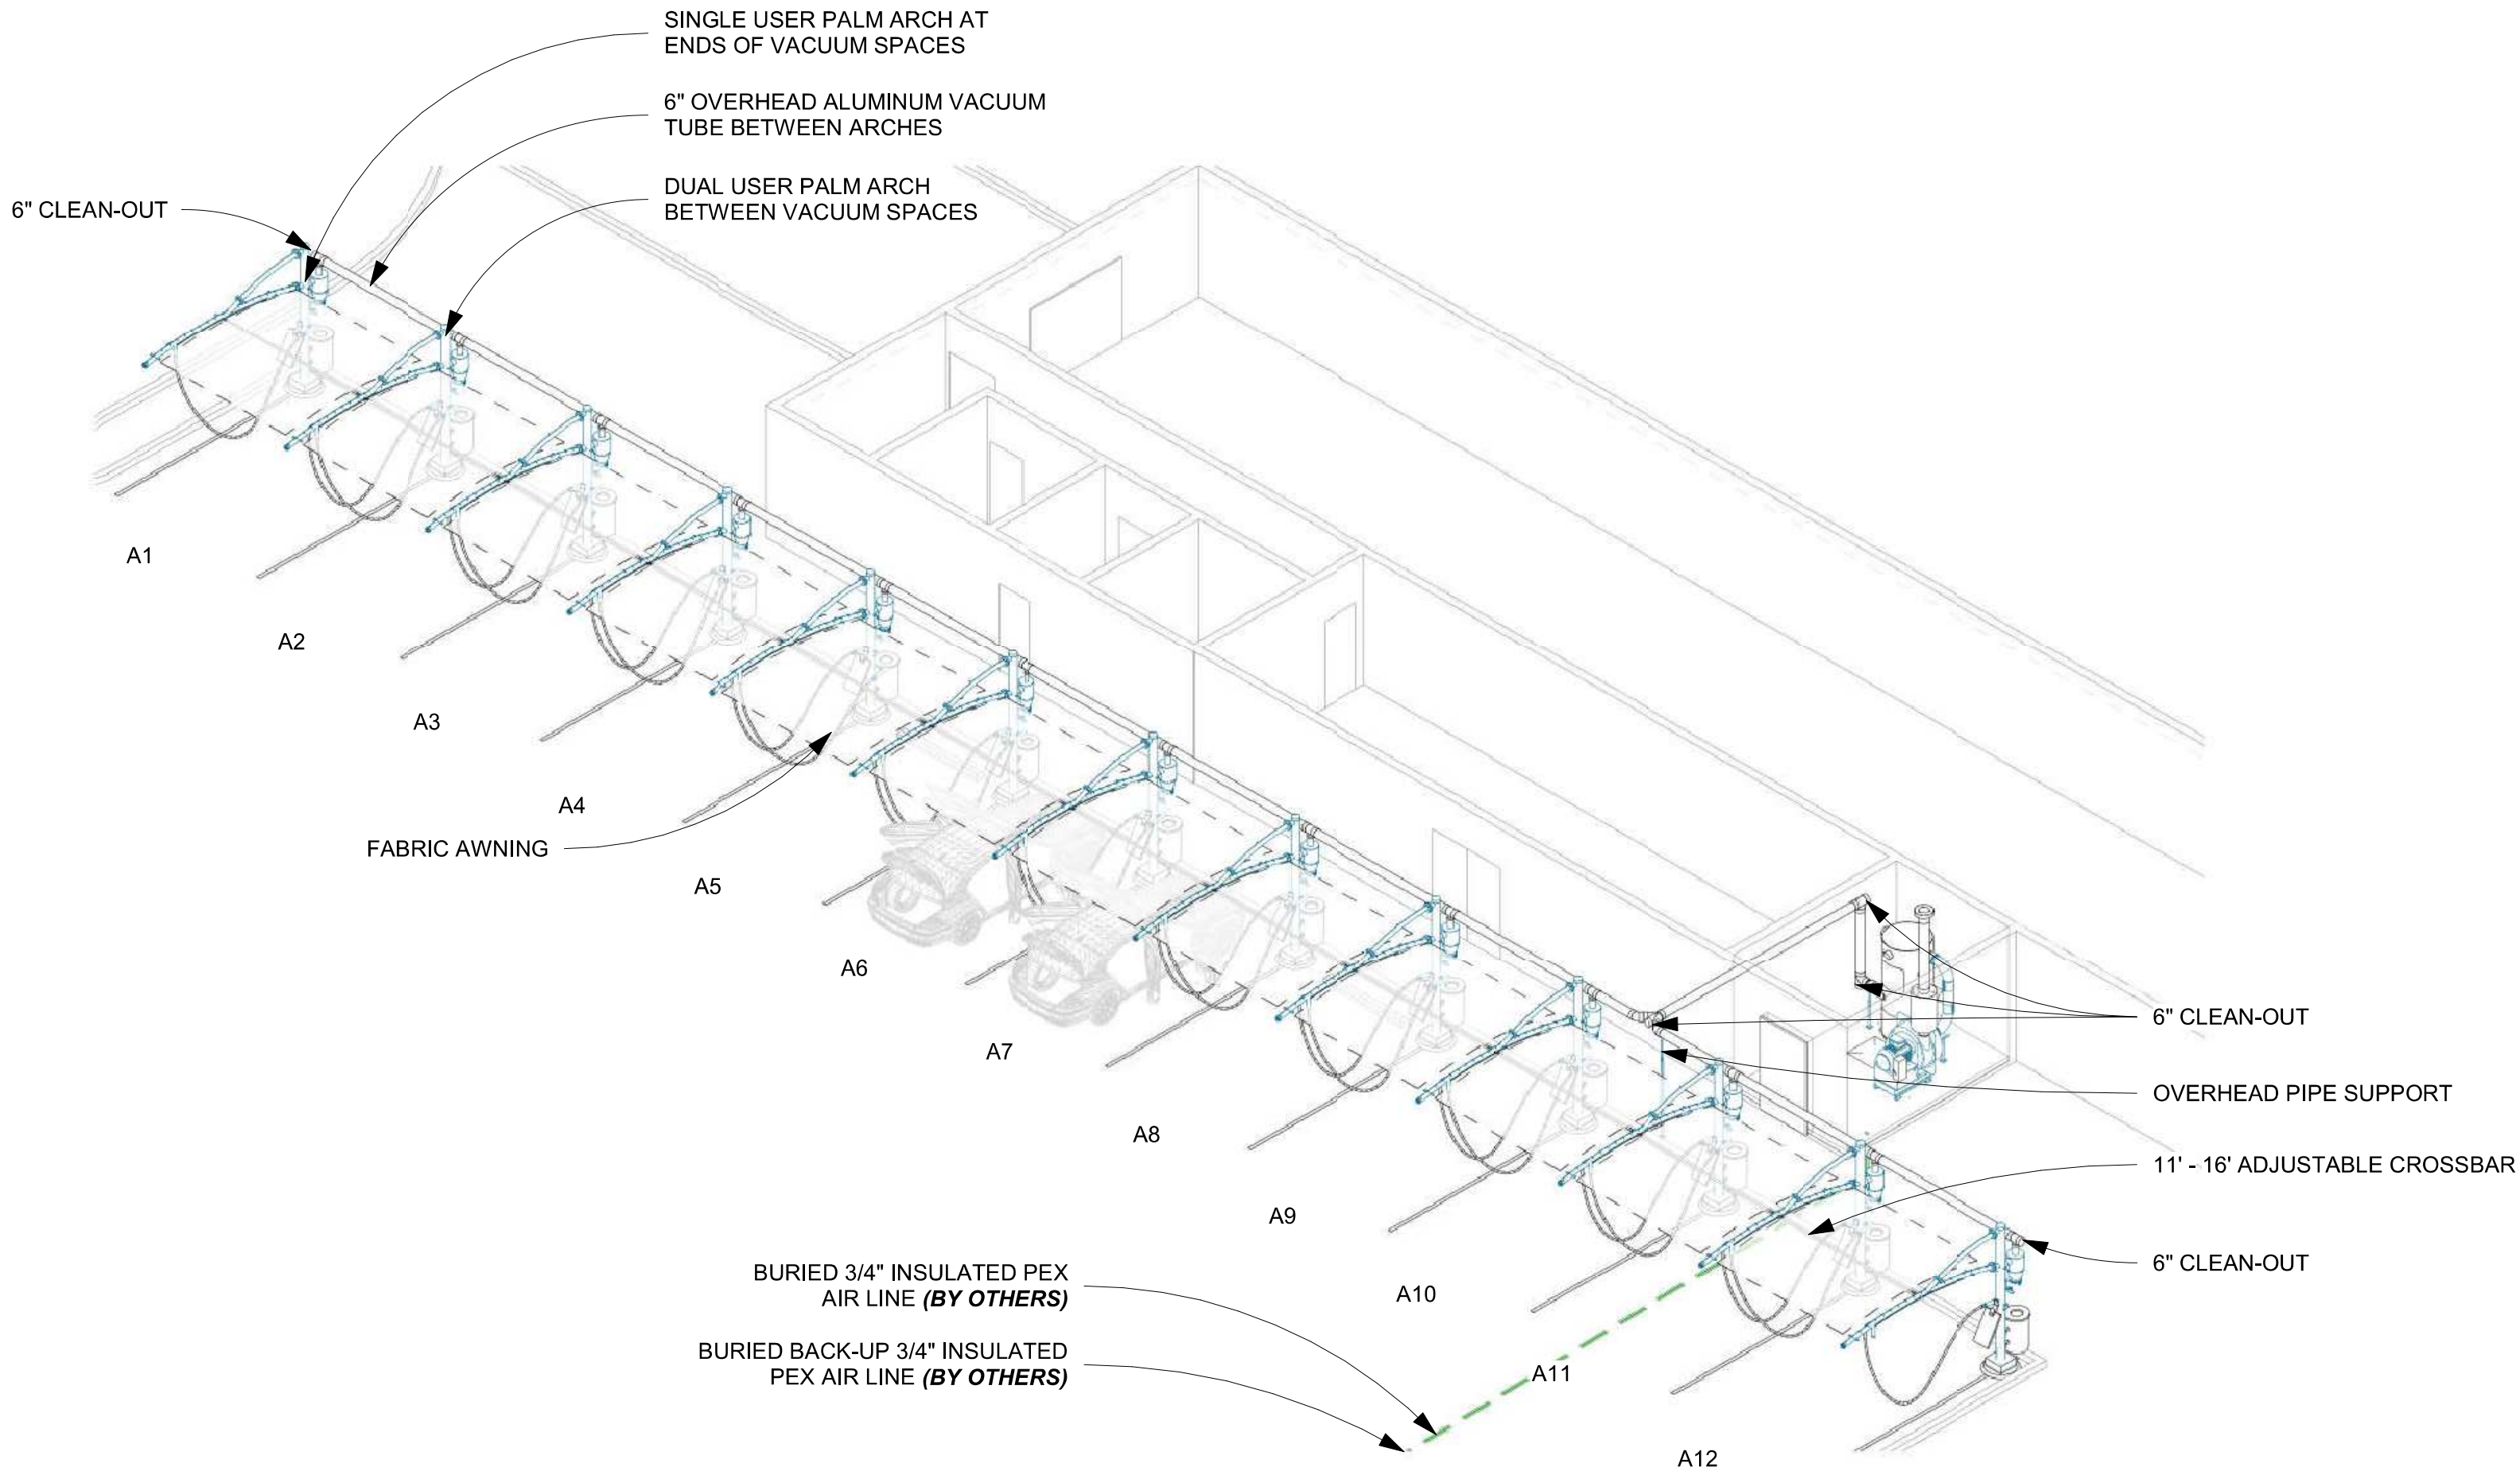 SINGLE USER PALM ARCH AT
ENDS OF VACUUM SPACES
6" OVERHEAD ALUMINUM VACUUM
TUBE BETWEEN ARCHES
DUAL USER PALM ARCH
BETWEEN VACUUM SPACES
6" CLEAN-OUT
A1
A2
A3
A4
FABRIC AWNING
A5
A6
A7
A8
A9
A10
A11
A12
6" CLEAN-OUT
OVERHEAD PIPE SUPPORT
11' - 16' ADJUSTABLE CROSSBAR
6" CLEAN-OUT
BURIED 3/4" INSULATED PEX
AIR LINE (BY OTHERS)
BURIED BACK-UP 3/4" INSULATED
PEX AIR LINE (BY OTHERS)